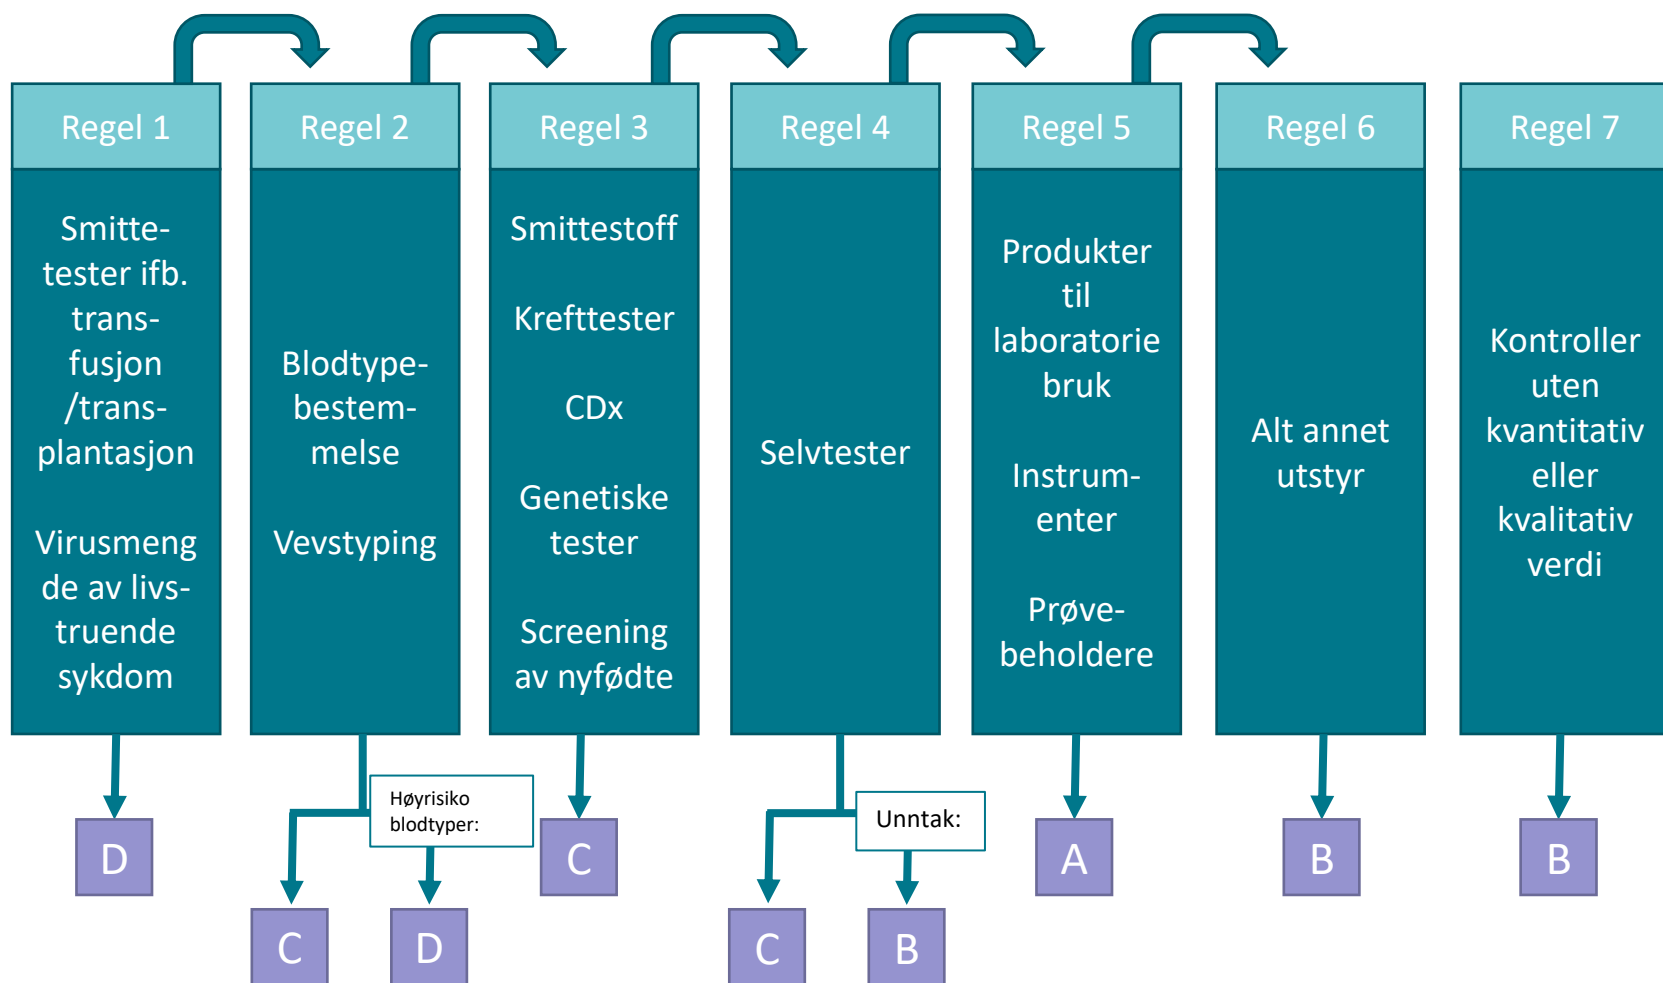 Regel 1
Smitte-
tester ifb.
trans-
fusjon
/trans-
plantasjon
Virusmeng
de av livs-
truende
sykdom
D
Regel 2
Blodtype-
bestem-
melse
Vevstyping
Høyrisiko
blodtyper:
C
D
Regel 3
Smittestoff
Krefttester
CDx
Genetiske
tester
Screening
av nyfødte
C
Regel 4
Selvtester
Unntak:
C
B
Regel 5
Produkter
til
laboratorie
bruk
Instrum-
enter
Prøve-
beholdere
A
Regel 6
Alt annet
utstyr
B
Regel 7
Kontroller
uten
kvantitativ
eller
kvalitativ
verdi
B